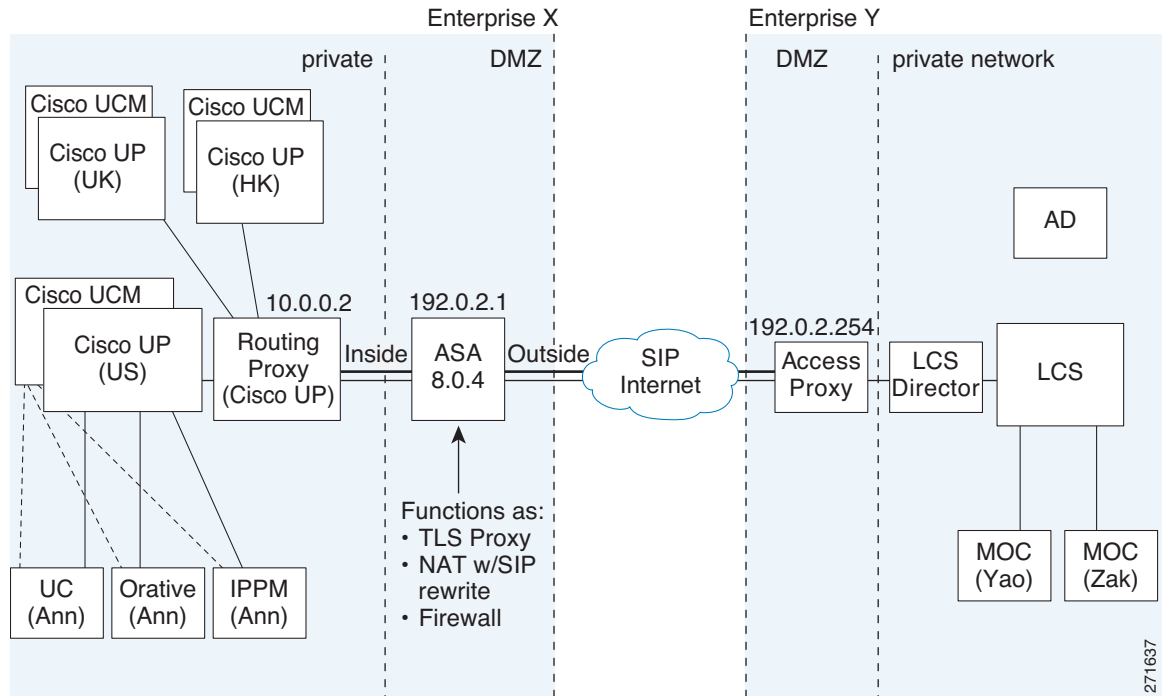 Enterprise X
Enterprise Y
private
DMZ
DMZ
private network
Cisco UCM
Cisco UP
(UK)
Cisco UCM
Cisco UP
(HK)
AD
Cisco UCM
Cisco UP
(US)
10.0.0.2
Routing
Proxy
(Cisco UP)
Inside
192.0.2.1
ASA
8.0.4
Outside
SIP
Internet
192.0.2.254
Access
Proxy
LCS
Director
LCS
Functions as:
• TLS Proxy
• NAT w/SIP
rewrite
• Firewall
UC
(Ann)
Orative
(Ann)
IPPM
(Ann)
MOC
(Yao)
MOC
(Zak)
271637